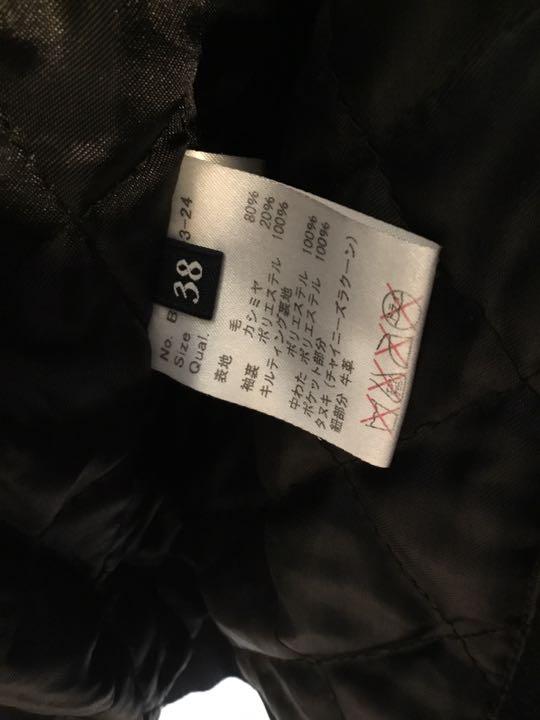 No. B 3-24
Size 38
Qual.
表地 毛 80%
カシミヤ 20%
袖裏 ポリエステル 100%
キルティング裏地
ポリエステル 100%
中わた ポリエステル 100%
ポケット部分
タヌキ(チャイニーズラクーン)
紐部分 牛革